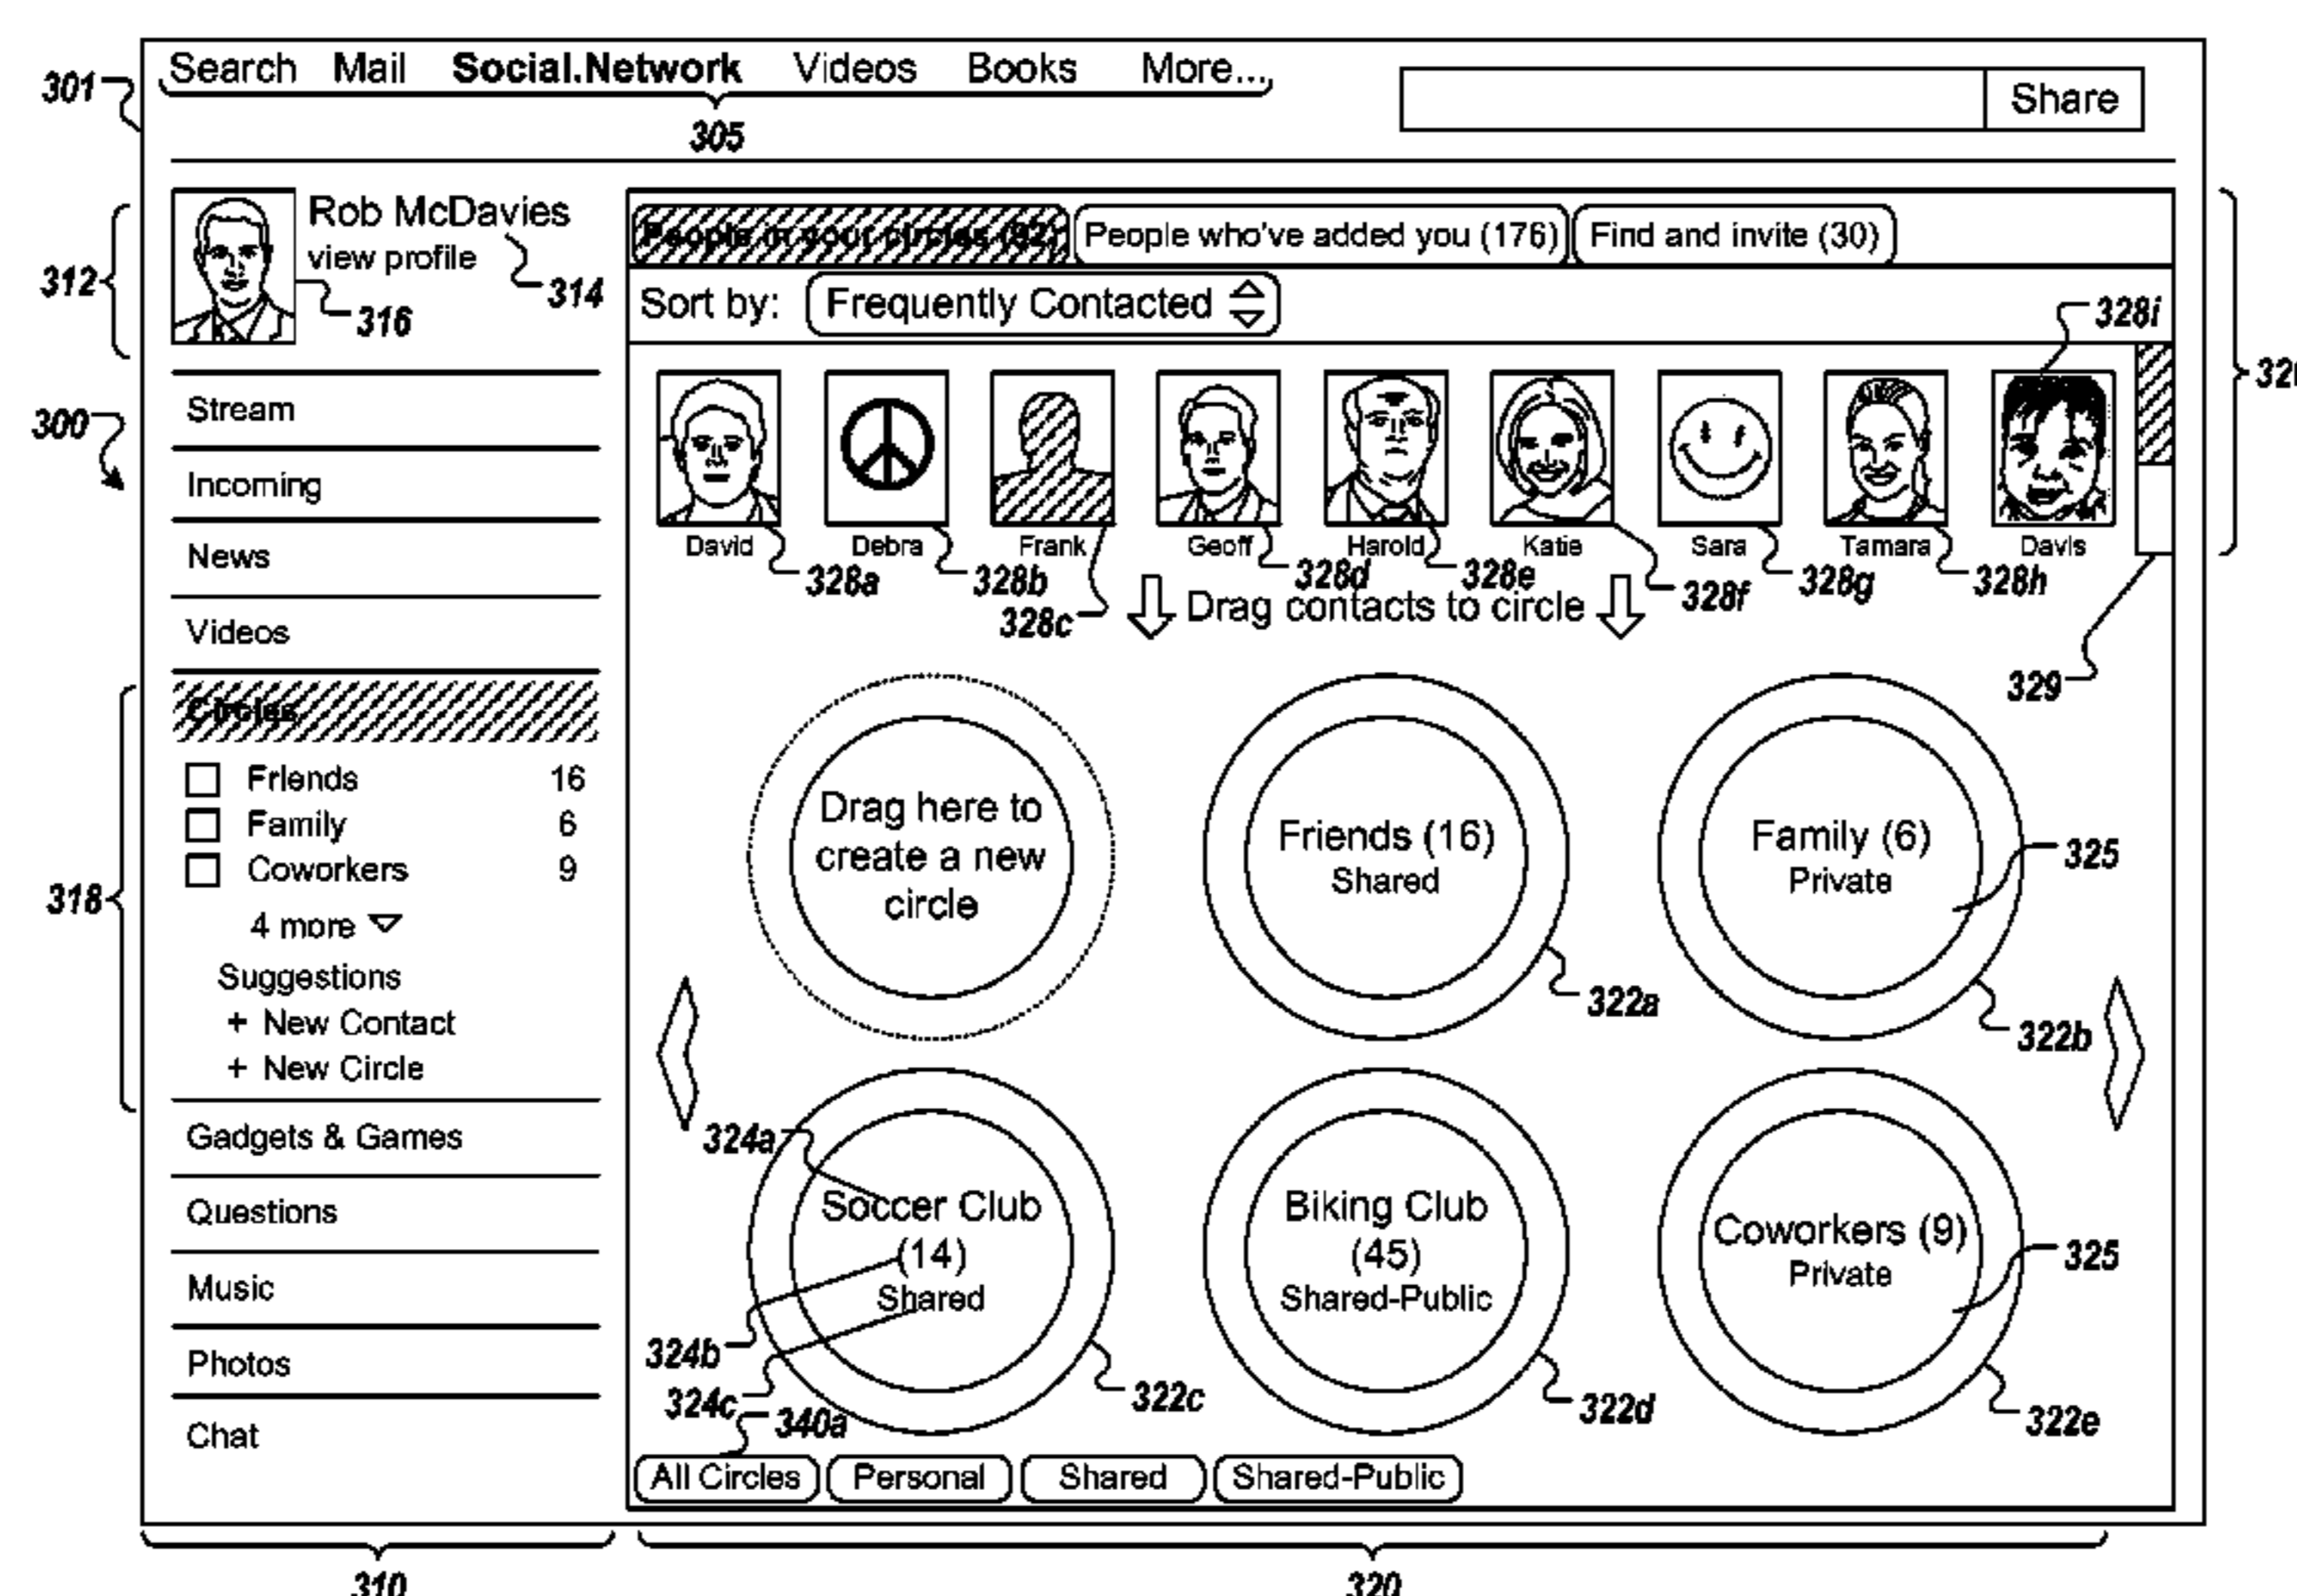 Search Mail Social.Network Videos Books More...
Share
301
305
Rob McDavies
view profile
312
314
316
People in your circles (82) People who've added you (176) Find and invite (30)
Sort by: Frequently Contacted
328i
300
Stream
Incoming
News
Videos
David Debra Frank Geoff Harold Katie Sara Tamara Davis
328a 328b 328c 328d 328e 328f 328g 328h
Drag contacts to circle
329
318
Circles
Friends 16
Family 6
Coworkers 9
4 more
Suggestions
+ New Contact
+ New Circle
Gadgets & Games
Questions
Music
Photos
Chat
Drag here to
create a new
circle
Friends (16)
Shared
322a
Family (6)
Private
325
322b
324a
Soccer Club
(14)
Shared
324b
324c
322c
Biking Club
(45)
Shared-Public
322d
Coworkers (9)
Private
325
322e
340a
All Circles Personal Shared Shared-Public
310
320